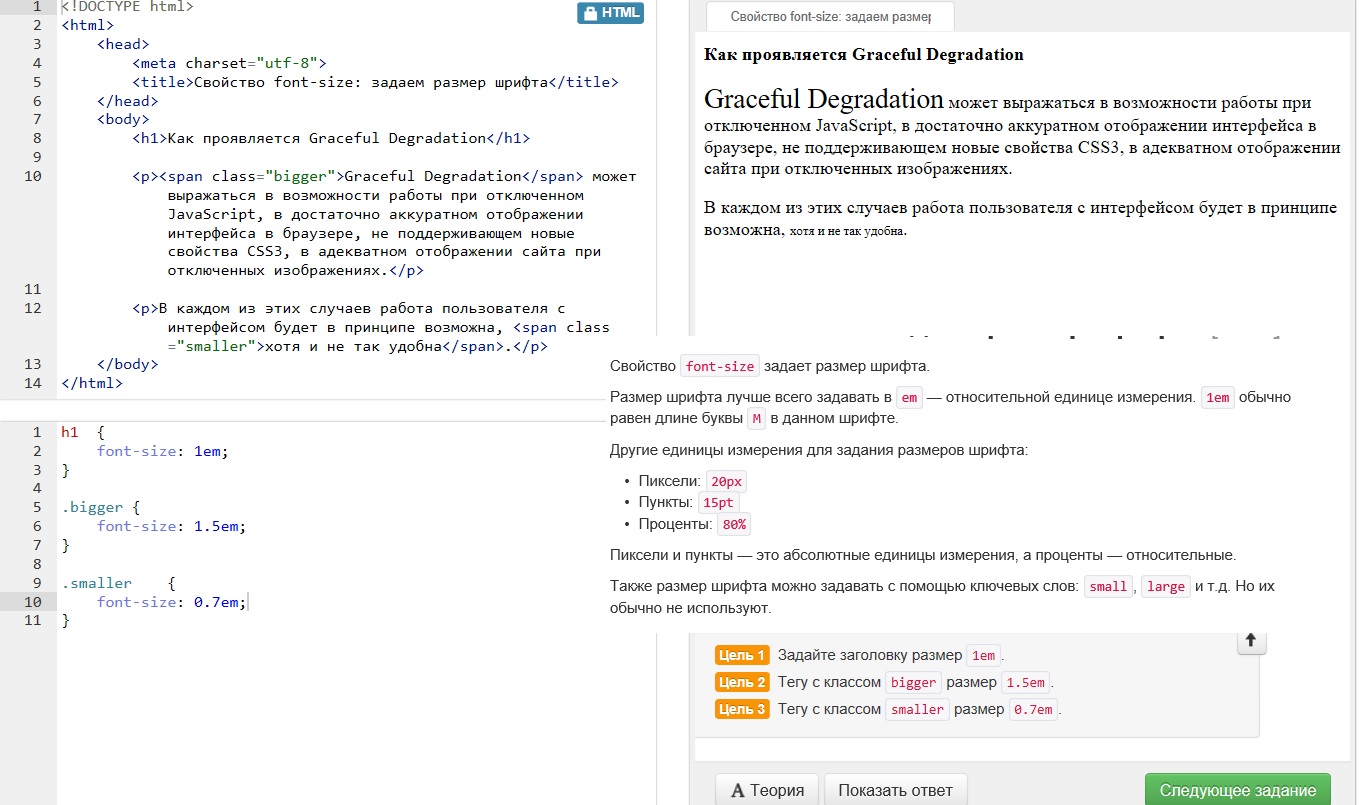 1 <!DOCTYPE html>
HTML
2 <html>
3 <head>
4 <meta charset="utf-8">
5 <title>Свойство font-size: задаем размер шрифта</title>
6 </head>
7 <body>
8 <h1>Как проявляется Graceful Degradation</h1>
9
10 <p><span class="bigger">Graceful Degradation</span> может
выражаться в возможности работы при отключенном
JavaScript, в достаточно аккуратном отображении
интерфейса в браузере, не поддерживающем новые
свойства CSS3, в адекватном отображении сайта при
отключенных изображениях.</p>
11
12 <p>В каждом из этих случаев работа пользователя с
интерфейсом будет в принципе возможна, <span class
="smaller">хотя и не так удобна</span>.</p>
13 </body>
14 </html>
1 h1 {
2 font-size: 1em;
3 }
4
5 .bigger {
6 font-size: 1.5em;
7 }
8
9 .smaller {
10 font-size: 0.7em;
11 }
Свойство font-size: задаем размер
Как проявляется Graceful Degradation
Graceful Degradation может выражаться в возможности работы при
отключенном JavaScript, в достаточно аккуратном отображении интерфейса в
браузере, не поддерживающем новые свойства CSS3, в адекватном отображении
сайта при отключенных изображениях.
В каждом из этих случаев работа пользователя с интерфейсом будет в принципе
возможна, хотя и не так удобна.
Свойство font-size задает размер шрифта.
Размер шрифта лучше всего задавать в em — относительной единице измерения. 1em обычно
равен длине буквы M в данном шрифте.
Другие единицы измерения для задания размеров шрифта:
• Пиксели: 20px
• Пункты: 15pt
• Проценты: 80%
Пиксели и пункты — это абсолютные единицы измерения, а проценты — относительные.
Также размер шрифта можно задавать с помощью ключевых слов: small, large и т.д. Но их
обычно не используют.
Цель 1 Задайте заголовку размер 1em.
Цель 2 Тегу с классом bigger размер 1.5em.
Цель 3 Тегу с классом smaller размер 0.7em.
A Теория Показать ответ Следующее задание